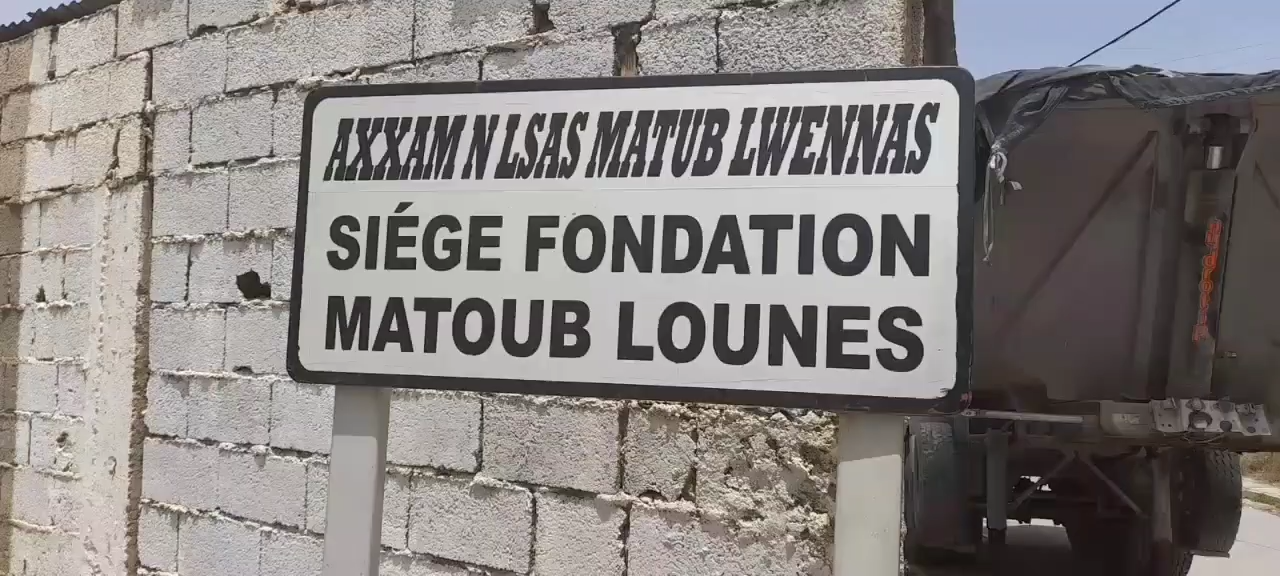 AXXAM N LSAS MATUB LWENNAS
SIÉGE FONDATION
MATOUB LOUNES